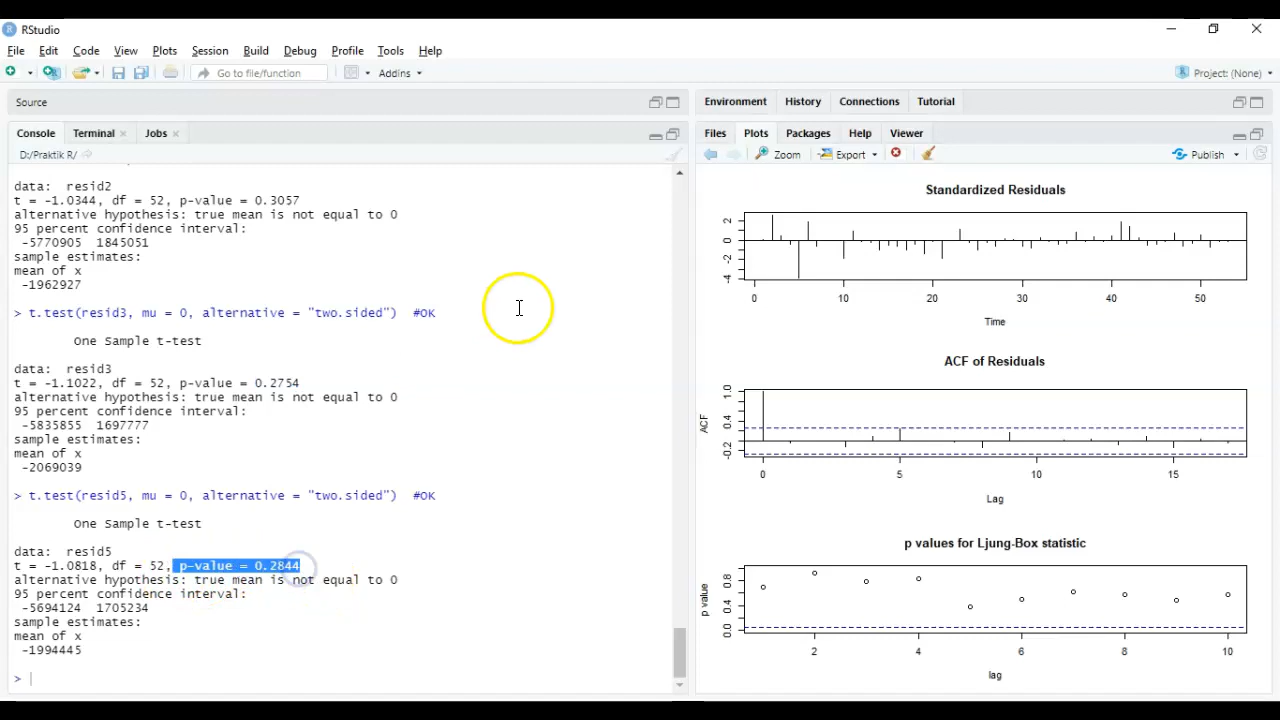 RStudio
File Edit Code View Plots Session Build Debug Profile Tools Help
Go to file/function Addins Project: (None)
Source
Console Terminal Jobs
D:/Praktik R/
data: resid2
t = -1.0344, df = 52, p-value = 0.3057
alternative hypothesis: true mean is not equal to 0
95 percent confidence interval:
-5770905 1845051
sample estimates:
mean of x
-1962927
> t.test(resid3, mu = 0, alternative = "two.sided") #OK
One Sample t-test
data: resid3
t = -1.1022, df = 52, p-value = 0.2754
alternative hypothesis: true mean is not equal to 0
95 percent confidence interval:
-5835855 1697777
sample estimates:
mean of x
-2069039
> t.test(resid5, mu = 0, alternative = "two.sided") #OK
One Sample t-test
data: resid5
t = -1.0818, df = 52, p-value = 0.2844
alternative hypothesis: true mean is not equal to 0
95 percent confidence interval:
-5694124 1705234
sample estimates:
mean of x
-1994445
>
Environment History Connections Tutorial
Files Plots Packages Help Viewer
Zoom Export Publish
Standardized Residuals
2
0
-2
-4
0 10 20 30 40 50
Time
ACF of Residuals
ACF
1.0
0.4
-0.2
0 5 10 15
Lag
p values for Ljung-Box statistic
p value
0.8
0.4
0.0
2 4 6 8 10
lag